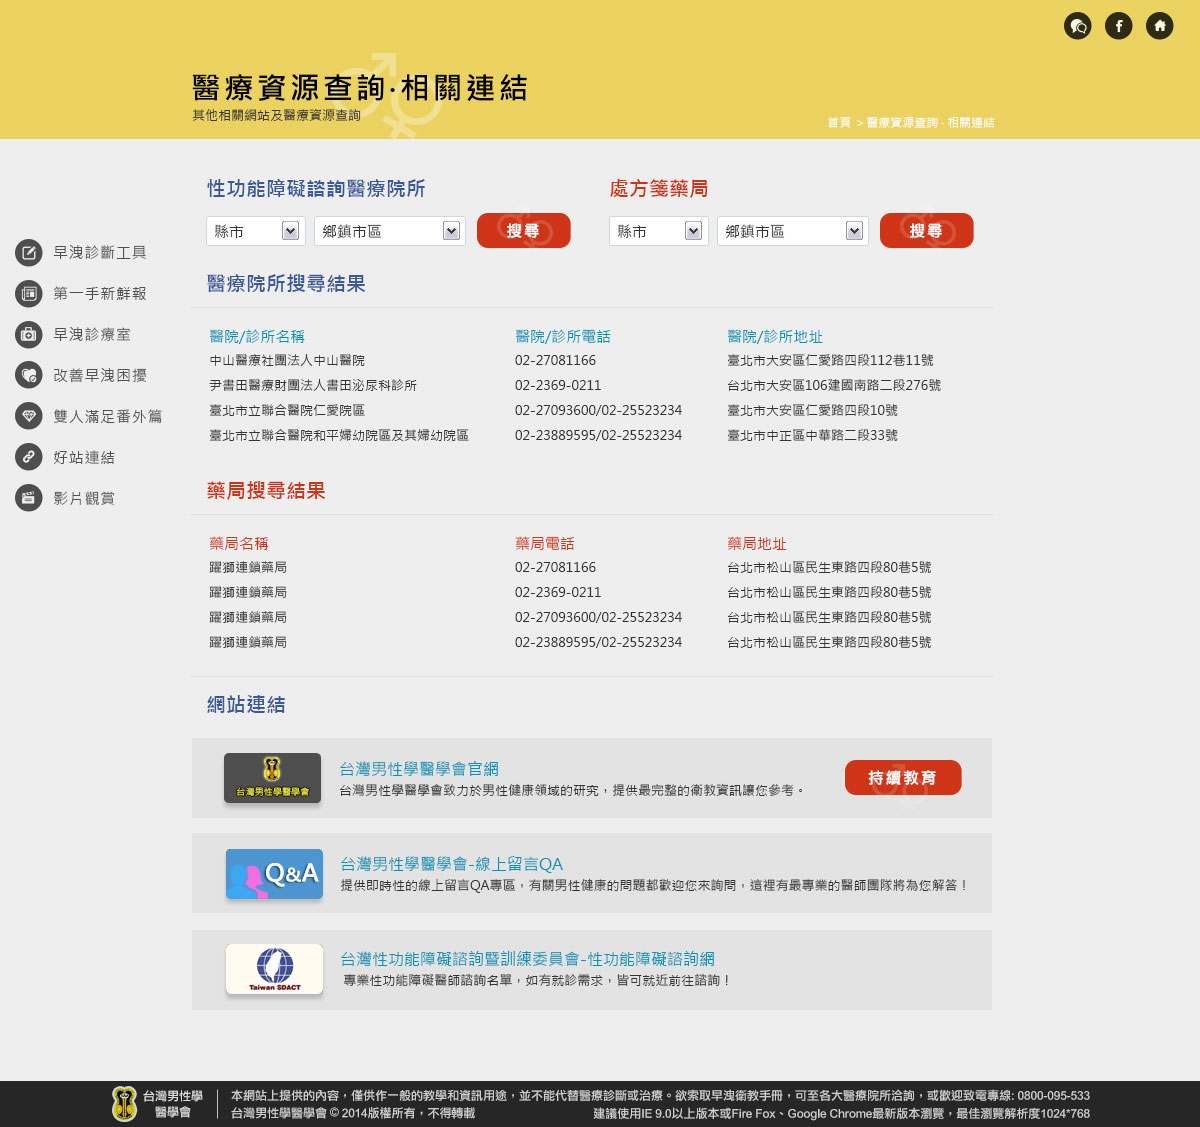 醫療資源查詢·相關連結
其他相關網站及醫療資源查詢
首頁 > 醫療資源查詢 · 相關連結
早洩診斷工具
第一手新鮮報
早洩診療室
改善早洩困擾
雙人滿足番外篇
好站連結
影片觀賞
性功能障礙諮詢醫療院所
縣市 鄉鎮市區 搜尋
處方箋藥局
縣市 鄉鎮市區 搜尋
醫療院所搜尋結果
醫院/診所名稱 醫院/診所電話 醫院/診所地址
中山醫療社團法人中山醫院 02-27081166 臺北市大安區仁愛路四段112巷11號
尹書田醫療財團法人書田泌尿科診所 02-2369-0211 台北市大安區106建國南路二段276號
臺北市立聯合醫院仁愛院區 02-27093600/02-25523234 臺北市大安區仁愛路四段10號
臺北市立聯合醫院和平婦幼院區及其婦幼院區 02-23889595/02-25523234 臺北市中正區中華路二段33號
藥局搜尋結果
藥局名稱 藥局電話 藥局地址
躍獅連鎖藥局 02-27081166 台北市松山區民生東路四段80巷5號
躍獅連鎖藥局 02-2369-0211 台北市松山區民生東路四段80巷5號
躍獅連鎖藥局 02-27093600/02-25523234 台北市松山區民生東路四段80巷5號
躍獅連鎖藥局 02-23889595/02-25523234 台北市松山區民生東路四段80巷5號
網站連結
台灣男性學醫學會
台灣男性學醫學會官網
台灣男性學醫學會致力於男性健康領域的研究，提供最完整的衛教資訊讓您參考。
持續教育
Q&A
台灣男性學醫學會-線上留言QA
提供即時性的線上留言QA專區，有關男性健康的問題都歡迎您來詢問，這裡有最專業的醫師團隊將為您解答！
Taiwan SDACT
台灣性功能障礙諮詢暨訓練委員會-性功能障礙諮詢網
專業性功能障礙醫師諮詢名單，如有就診需求，皆可就近前往諮詢！
台灣男性學
醫學會
本網站上提供的內容，僅供作一般的教學和資訊用途，並不能代替醫療診斷或治療。欲索取早洩衛教手冊，可至各大醫療院所洽詢，或歡迎致電專線: 0800-095-533
台灣男性學醫學會 © 2014版權所有，不得轉載 建議使用IE 9.0以上版本或Fire Fox、Google Chrome最新版本瀏覽，最佳瀏覽解析度1024*768